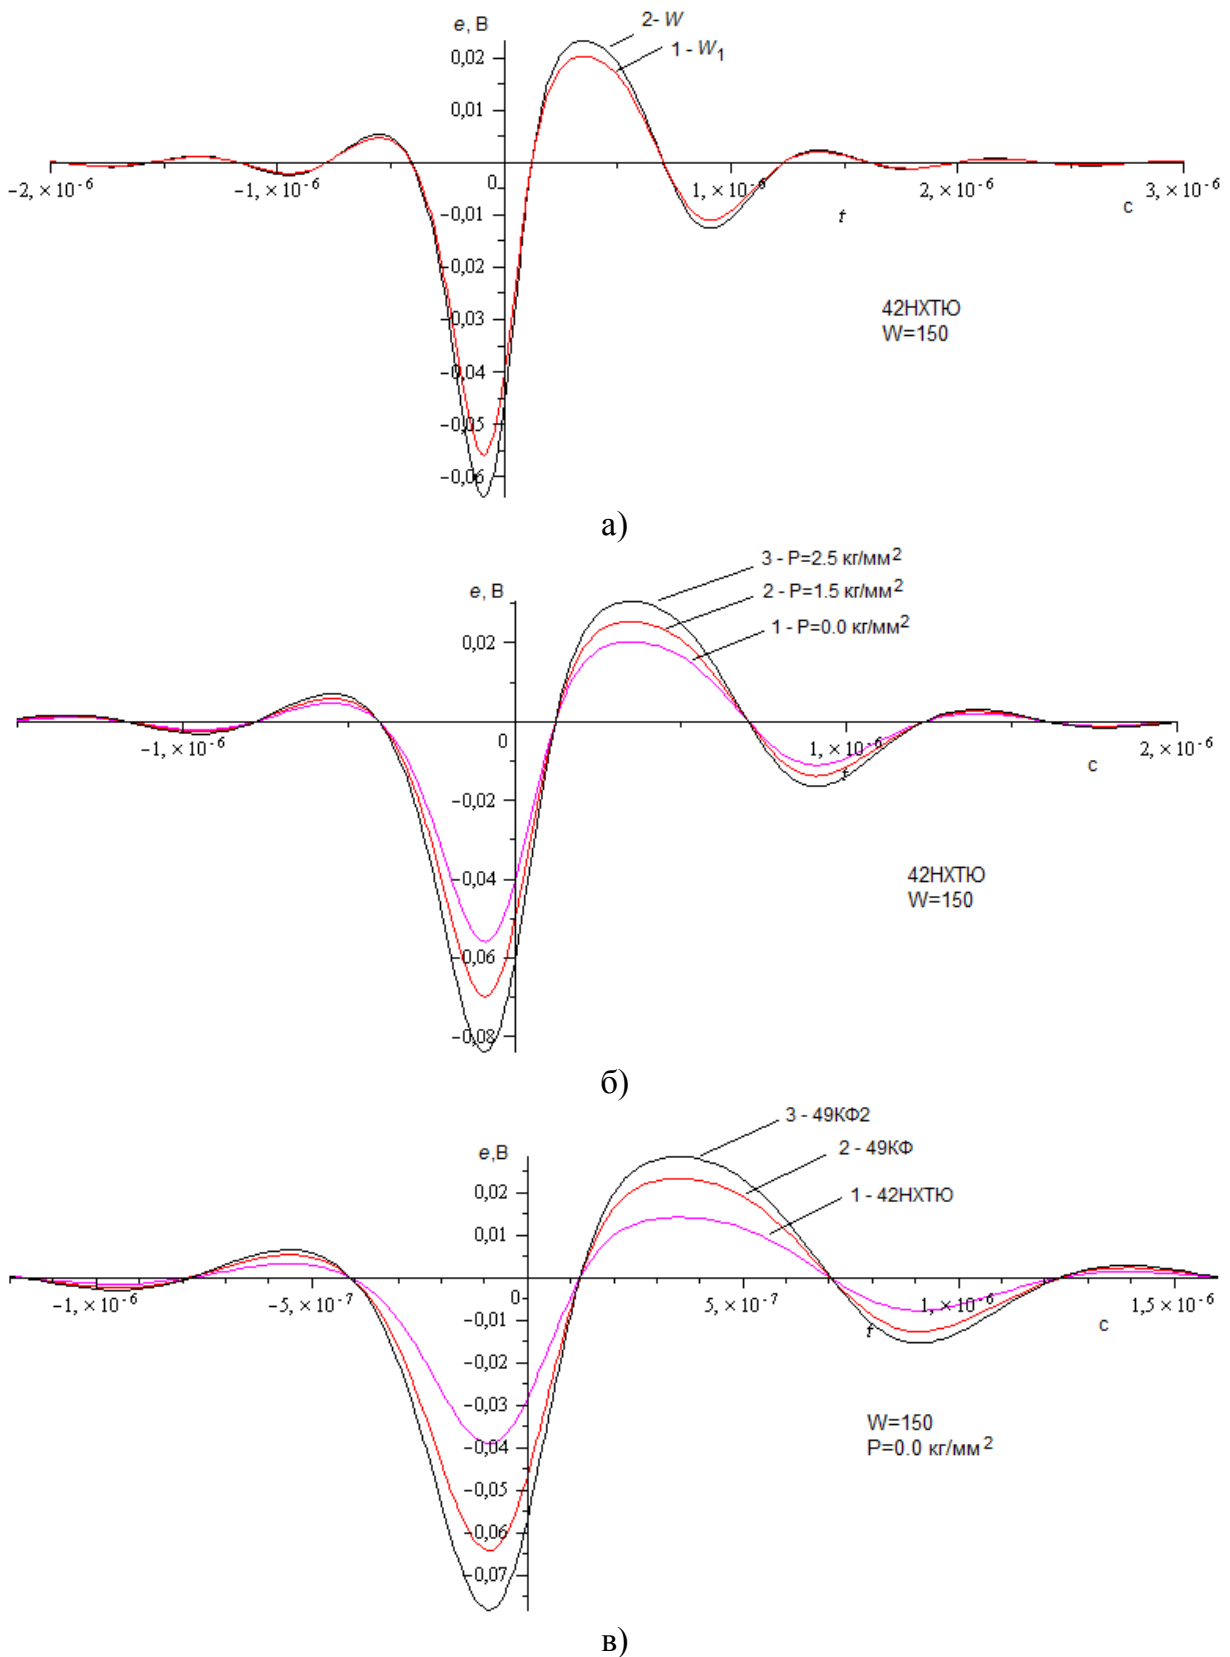 e, В
2- W
1 - W1
0,02
0,01
−2, ×10⁻⁶
−1, ×10⁻⁶
0
1, ×10⁻⁶
2, ×10⁻⁶
3, ×10⁻⁶
t
с
−0,01
−0,02
−0,03
−0,04
−0,05
−0,06
42НХТЮ
W=150
а)
3 - P=2.5 кг/мм²
e, В
2 - P=1.5 кг/мм²
1 - P=0.0 кг/мм²
0,02
−1, ×10⁻⁶
0
1, ×10⁻⁶
2, ×10⁻⁶
t
с
−0,02
−0,04
−0,06
−0,08
42НХТЮ
W=150
б)
3 - 49КФ2
e,В
2 - 49КФ
1 - 42НХТЮ
0,02
0,01
−1, ×10⁻⁶
−5, ×10⁻⁷
0
5, ×10⁻⁷
1, ×10⁻⁶
1,5 ×10⁻⁶
t
с
−0,01
−0,02
−0,03
−0,04
−0,05
−0,06
−0,07
W=150
P=0.0 кг/мм²
в)